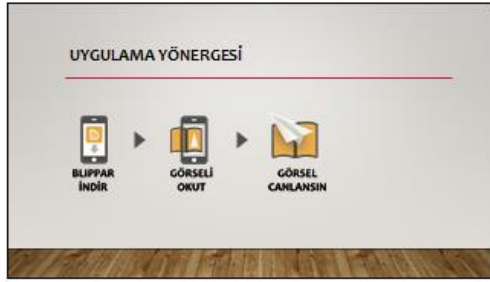 UYGULAMA YÖNERGESİ
BLIPPAR
İNDİR
GÖRSELİ
OKUT
GÖRSEL
CANLANSIN